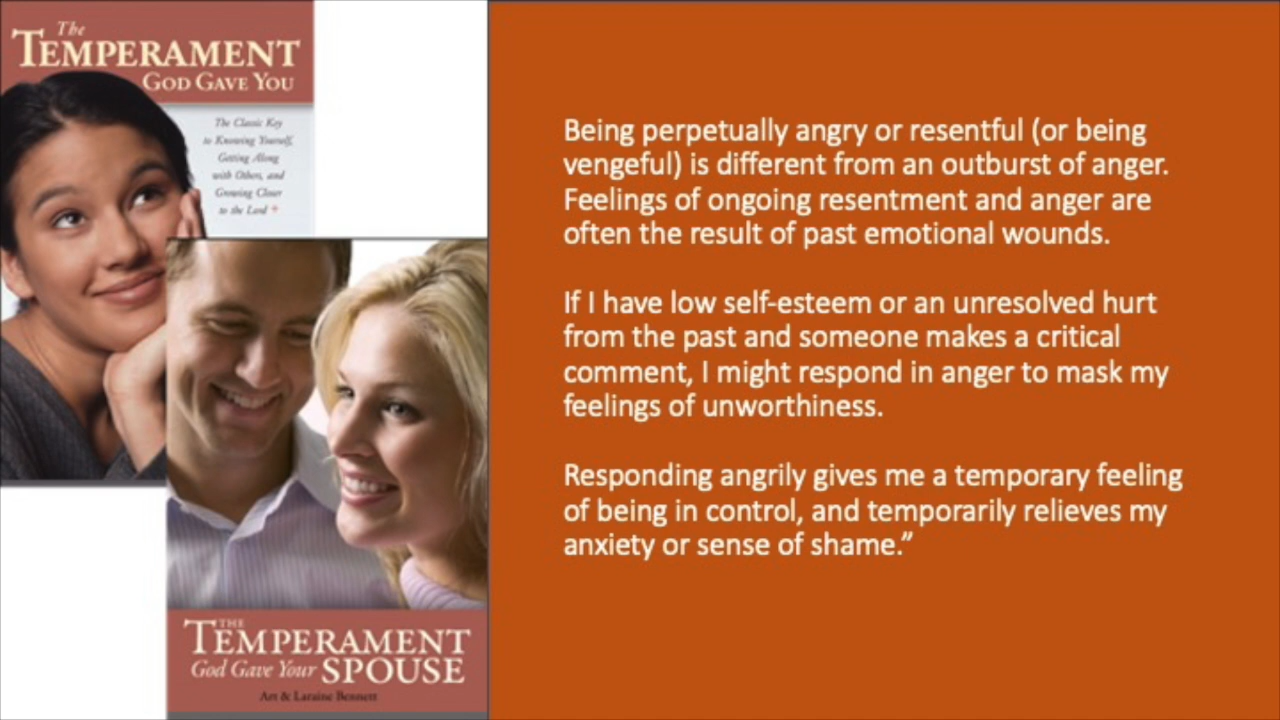 The
TEMPERAMENT
GOD GAVE YOU
The Classic Key
to Knowing Yourself,
Getting Along
with Others, and
Growing Closer
to the Lord
THE
TEMPERAMENT
God Gave Your SPOUSE
Art & Laraine Bennett
Being perpetually angry or resentful (or being
vengeful) is different from an outburst of anger.
Feelings of ongoing resentment and anger are
often the result of past emotional wounds.
If I have low self-esteem or an unresolved hurt
from the past and someone makes a critical
comment, I might respond in anger to mask my
feelings of unworthiness.
Responding angrily gives me a temporary feeling
of being in control, and temporarily relieves my
anxiety or sense of shame.”